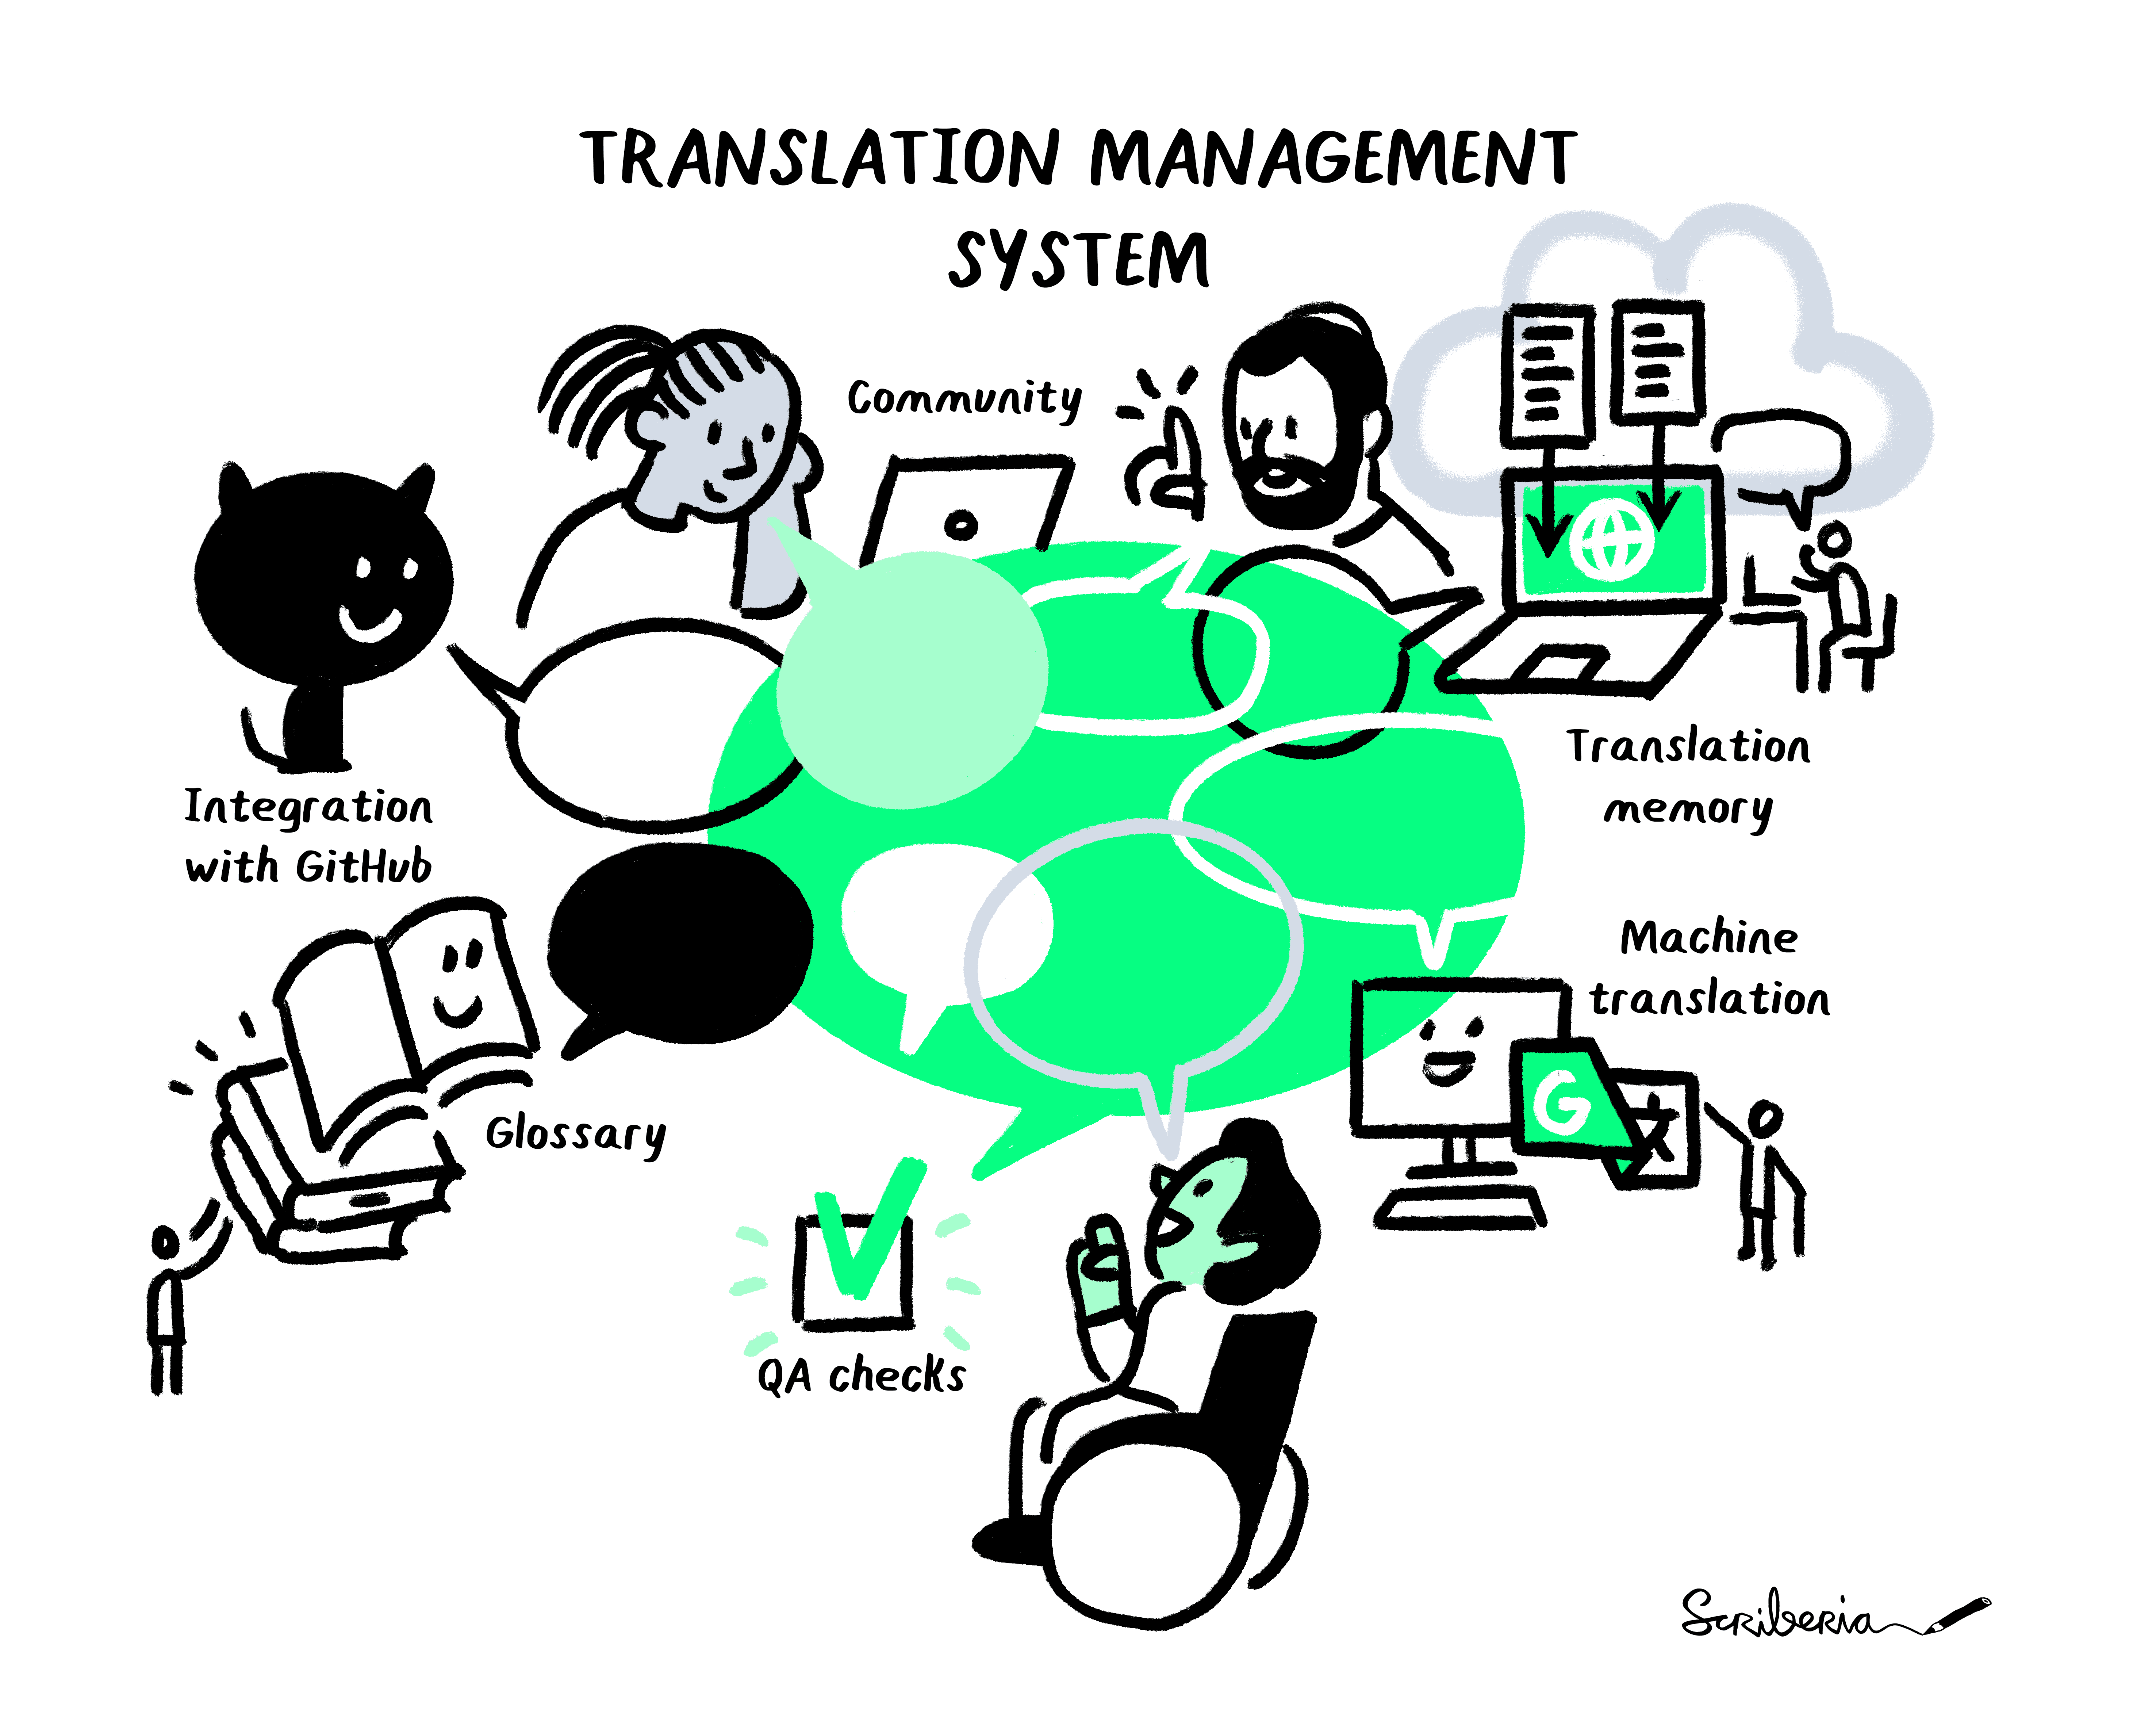 TRANSLATION MANAGEMENT
SYSTEM
Community
Integration
with GitHub
Translation
memory
Machine
translation
G
Glossary
QA checks
Scriberia